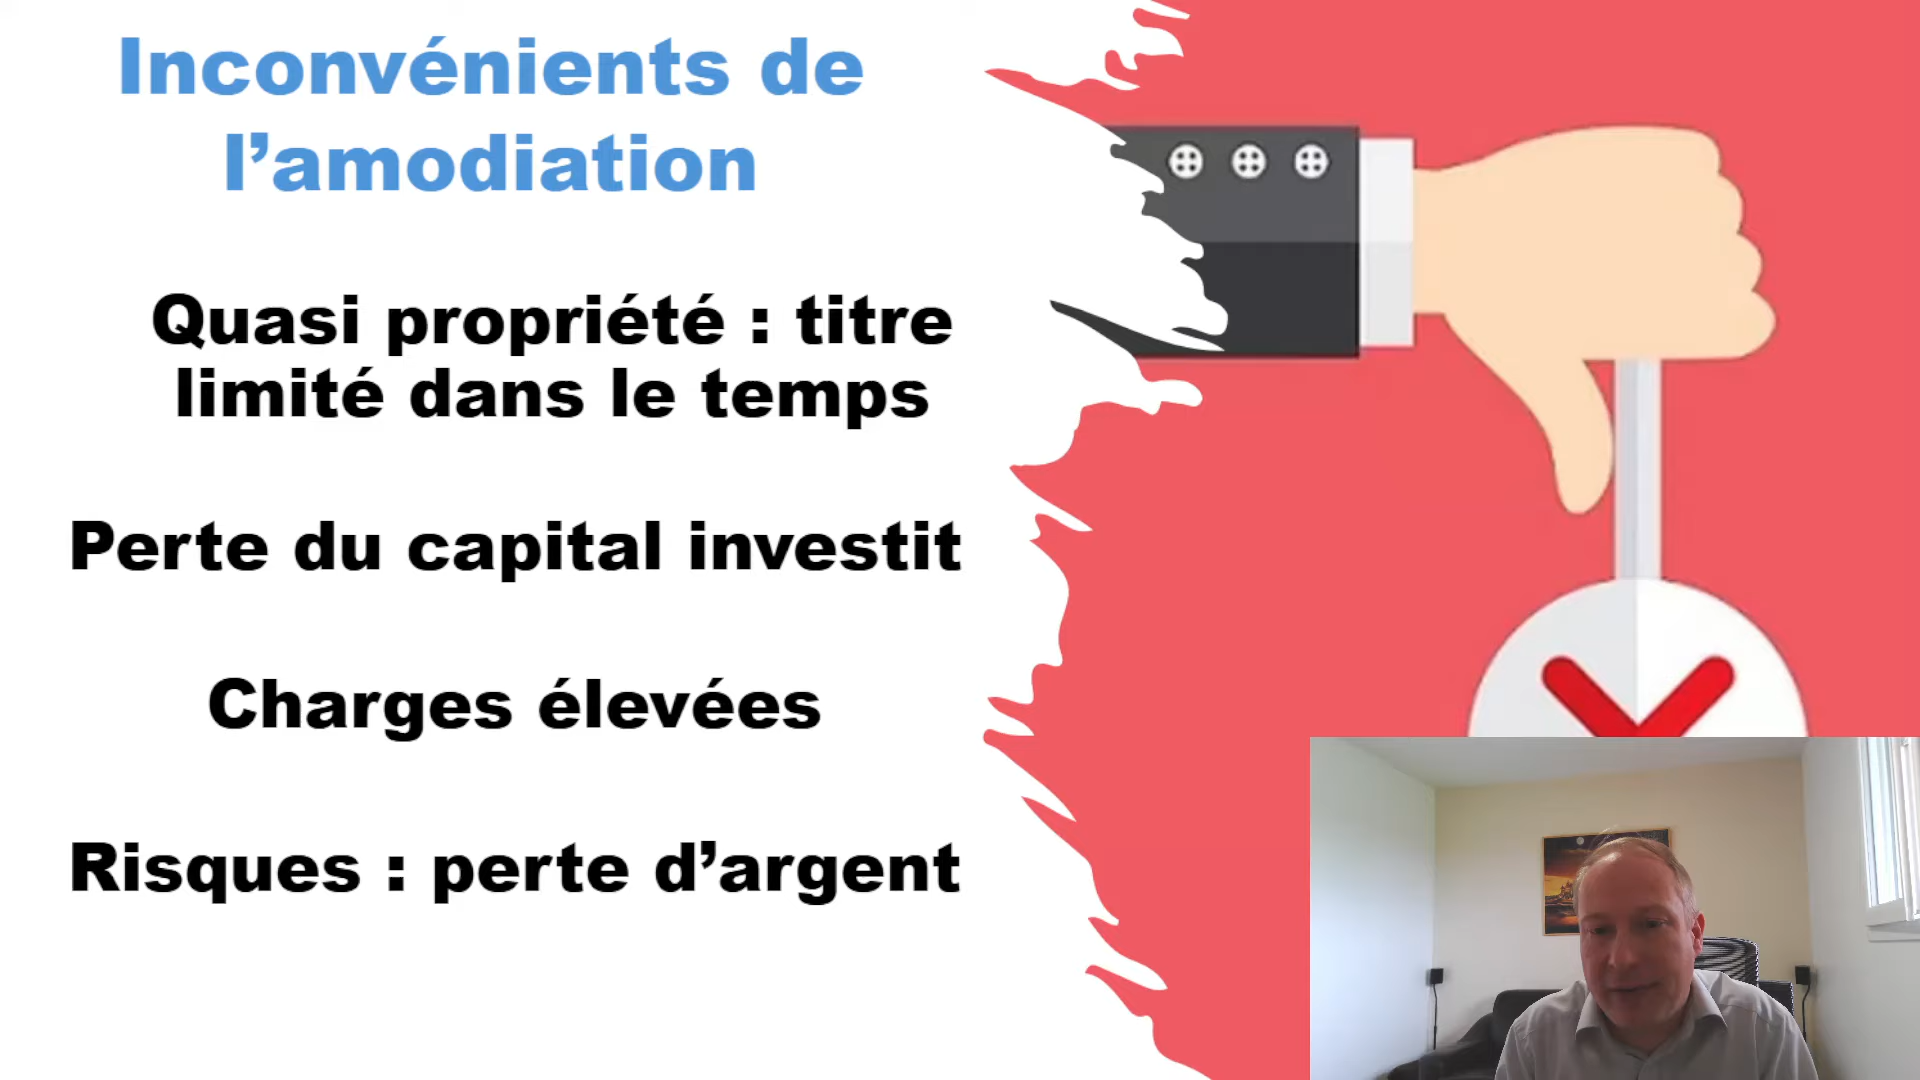 Inconvénients de
l’amodiation
Quasi propriété : titre
limité dans le temps
Perte du capital investit
Charges élevées
Risques : perte d’argent